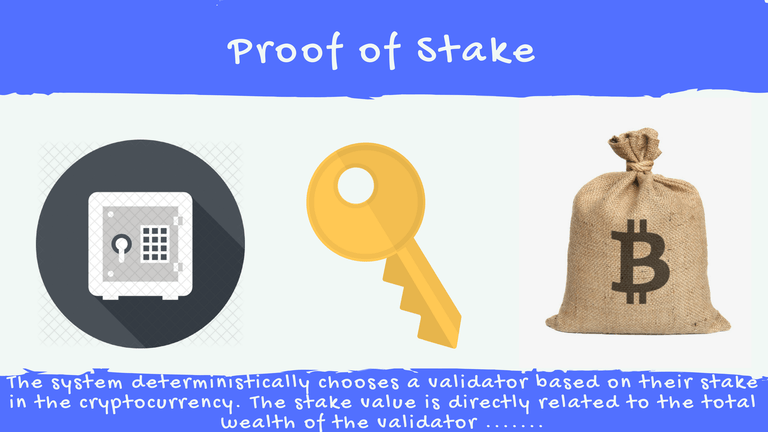 Proof of Stake
The system deterministically chooses a validator based on their stake
in the cryptocurrency. The stake value is directly related to the total
wealth of the validator .......